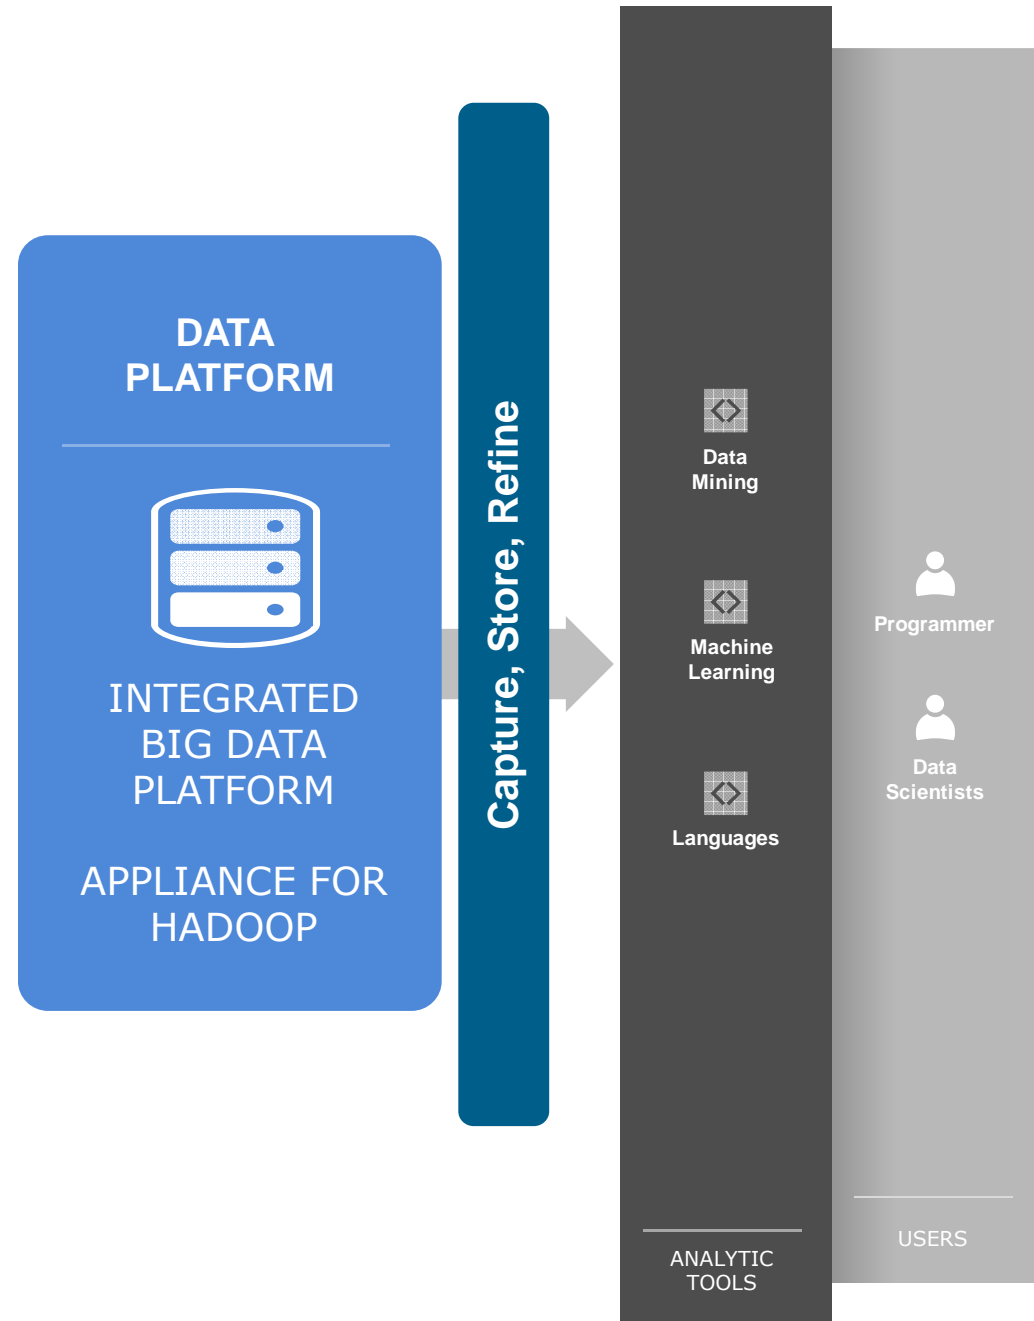 DATA
PLATFORM
INTEGRATED
BIG DATA
PLATFORM
APPLIANCE FOR
HADOOP
Capture, Store, Refine
Data
Mining
Machine
Learning
Languages
ANALYTIC
TOOLS
Programmer
Data
Scientists
USERS